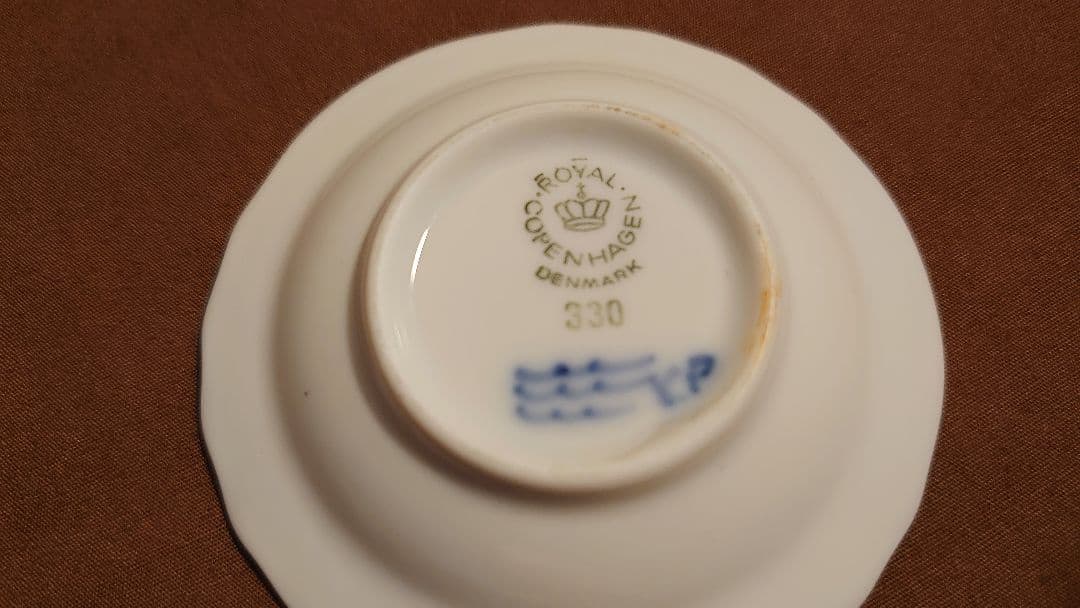 ROYAL
COPENHAGEN
DENMARK
330